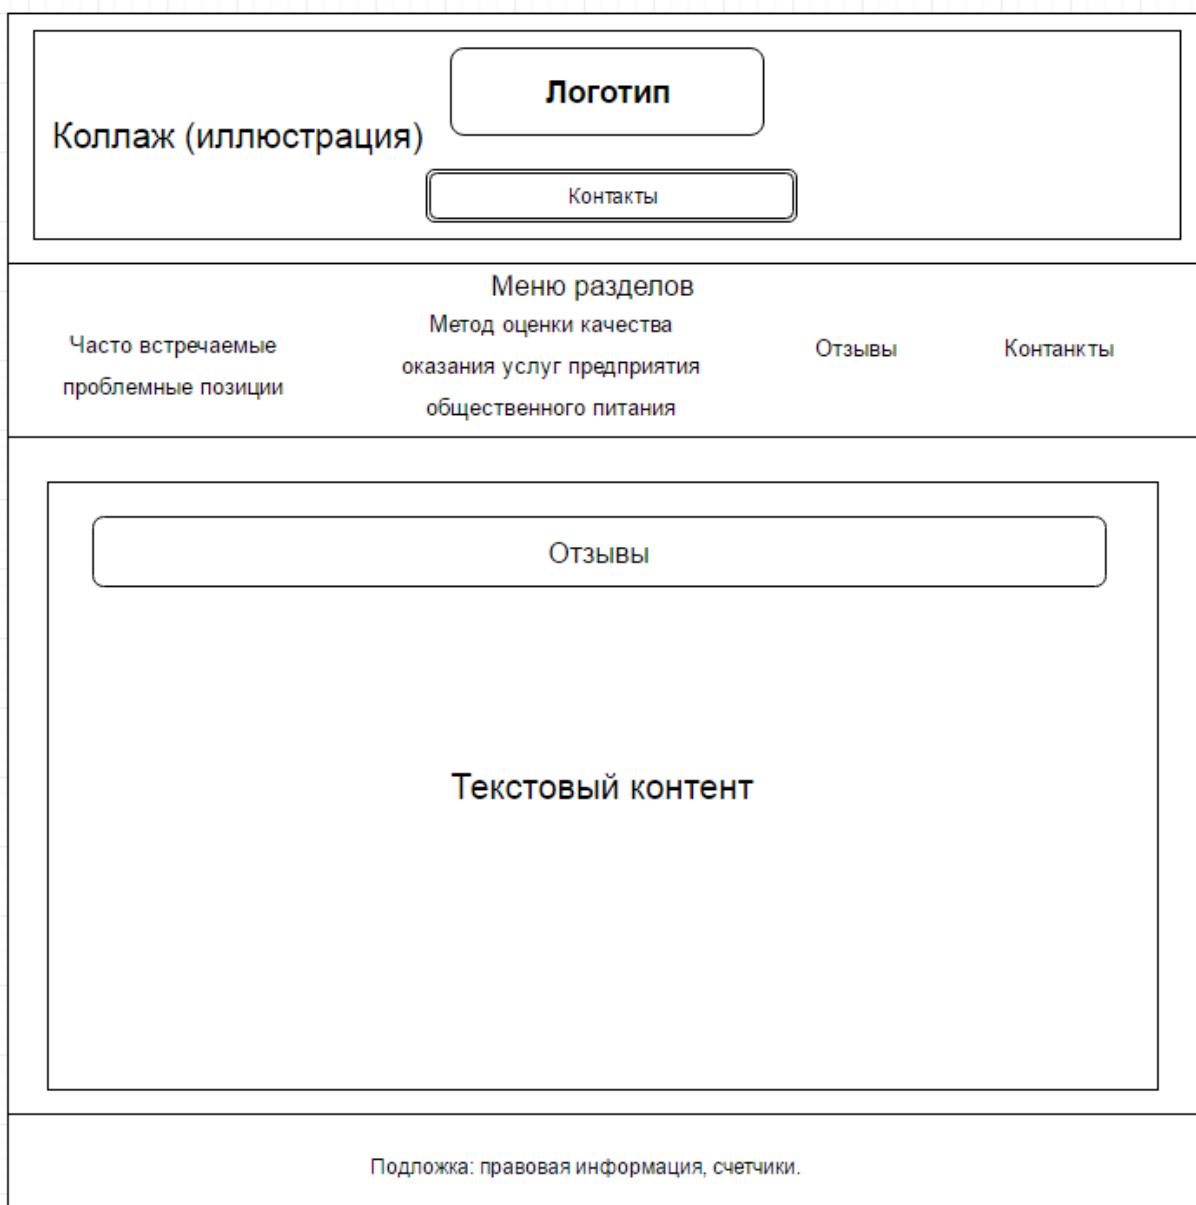 Логотип
Коллаж (иллюстрация)
Контакты
Меню разделов
Часто встречаемые
проблемные позиции
Метод оценки качества
оказания услуг предприятия
общественного питания
Отзывы
Контанкты
Отзывы
Текстовый контент
Подложка: правовая информация, счетчики.